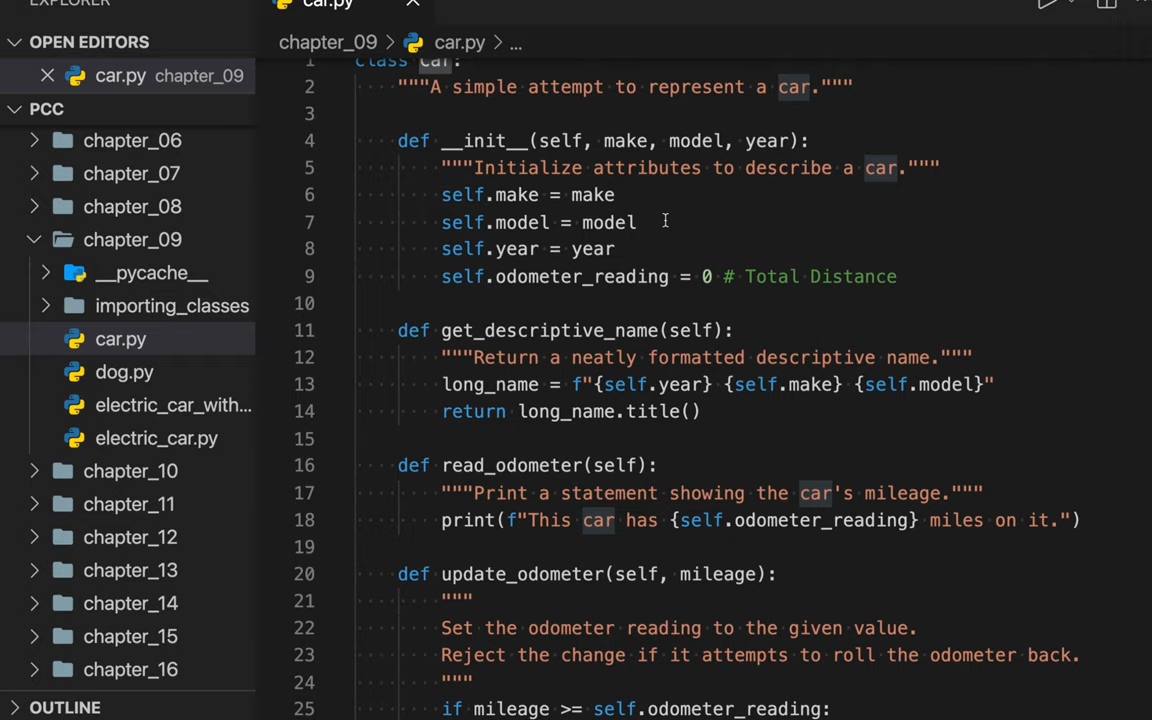 EXPLORER
OPEN EDITORS
car.py chapter_09
PCC
chapter_06
chapter_07
chapter_08
chapter_09
__pycache__
importing_classes
car.py
dog.py
electric_car_with...
electric_car.py
chapter_10
chapter_11
chapter_12
chapter_13
chapter_14
chapter_15
chapter_16
OUTLINE
car.py
chapter_09 > car.py > ...
1 class Car:
2 """A simple attempt to represent a car."""
3
4 def __init__(self, make, model, year):
5 """Initialize attributes to describe a car."""
6 self.make = make
7 self.model = model
8 self.year = year
9 self.odometer_reading = 0 # Total Distance
10
11 def get_descriptive_name(self):
12 """Return a neatly formatted descriptive name."""
13 long_name = f"{self.year} {self.make} {self.model}"
14 return long_name.title()
15
16 def read_odometer(self):
17 """Print a statement showing the car's mileage."""
18 print(f"This car has {self.odometer_reading} miles on it.")
19
20 def update_odometer(self, mileage):
21 """
22 Set the odometer reading to the given value.
23 Reject the change if it attempts to roll the odometer back.
24 """
25 if mileage >= self.odometer_reading: